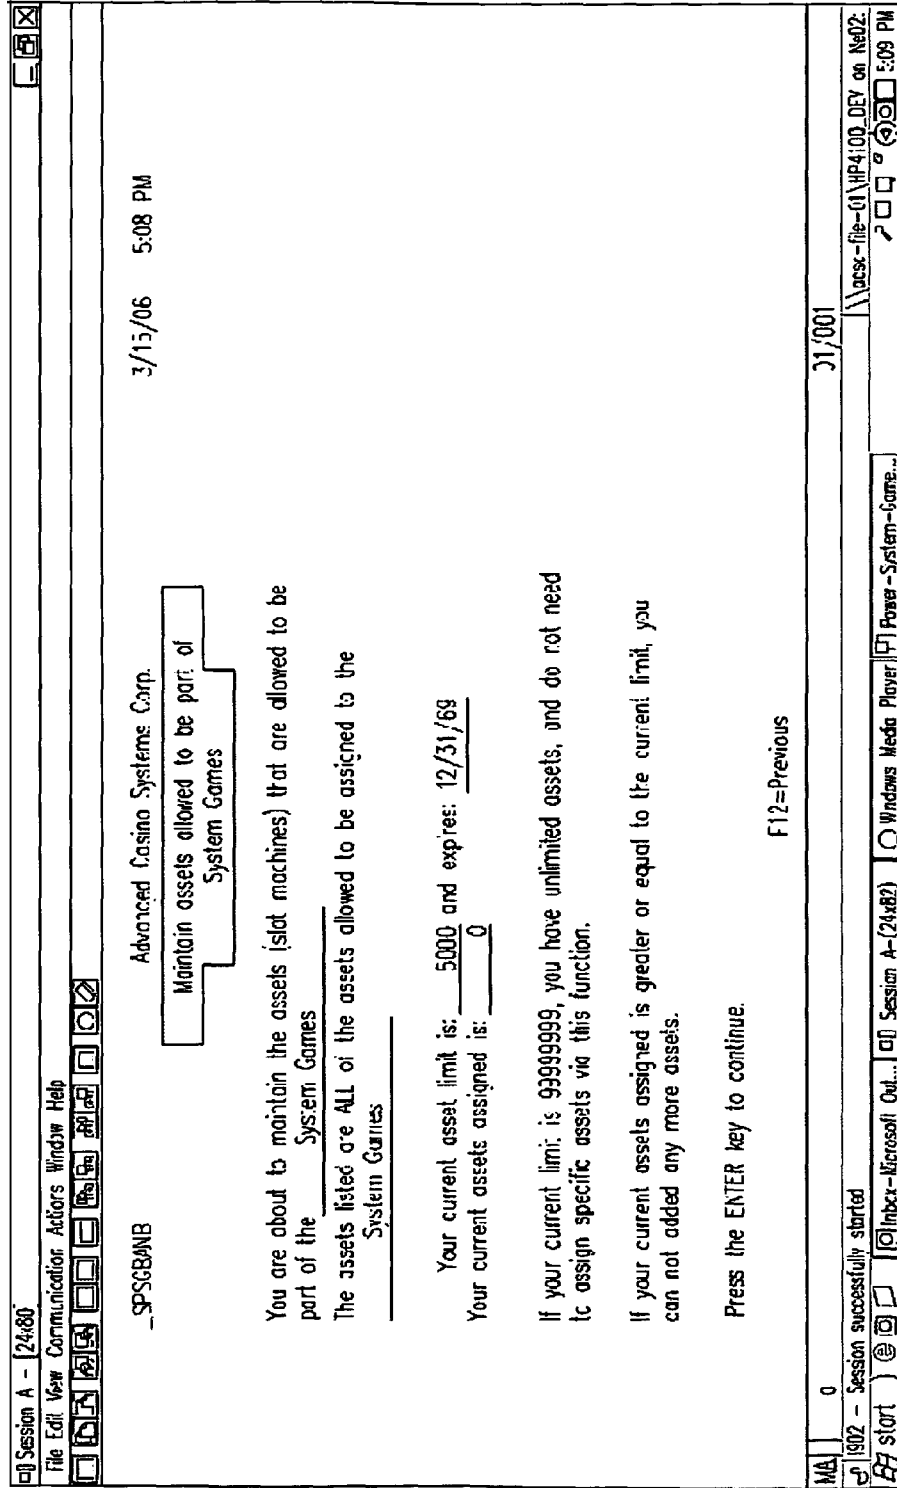 Session A - [24x80]
File Edit View Communication Actions Window Help
_SPSGBANB Advanced Casino Systems Corp. 3/15/06 5:08 PM
Maintain assets allowed to be part of
System Games
You are about to maintain the assets (slot machines) that are allowed to be
part of the System Games
The assets listed are ALL of the assets allowed to be assigned to the
System Games
Your current asset limit is: 5000 and expires: 12/31/69
Your current assets assigned is: 0
If your current limit is 99999999, you have unlimited assets, and do not need
to assign specific assets via this function.
If your current assets assigned is greater or equal to the current limit, you
can not added any more assets.
Press the ENTER key to continue.
F12=Previous
MA 0 01/001
I902 - Session successfully started \\acsc-file-01\HP4100_DEV on Ne02:
start Inbox-Microsoft Out... Session A-(24x82) Windows Media Player Power-System-Game... 5:09 PM